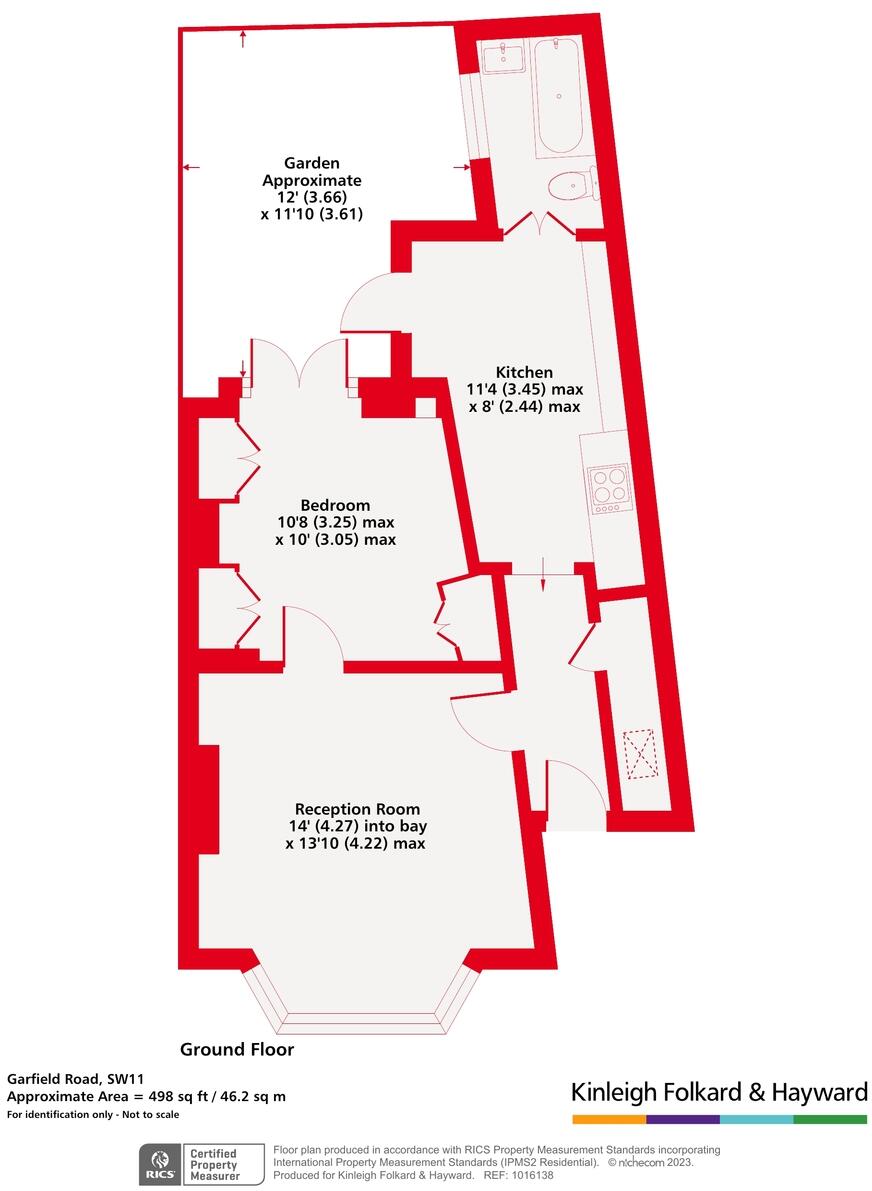 Garden
Approximate
12' (3.66)
x 11'10 (3.61)
Kitchen
11'4 (3.45) max
x 8' (2.44) max
Bedroom
10'8 (3.25) max
x 10' (3.05) max
Reception Room
14' (4.27) into bay
x 13'10 (4.22) max
Ground Floor
Garfield Road, SW11
Approximate Area = 498 sq ft / 46.2 sq m
For identification only - Not to scale
Kinleigh Folkard & Hayward
RICS
Certified
Property
Measurer
Floor plan produced in accordance with RICS Property Measurement Standards incorporating
International Property Measurement Standards (IPMS2 Residential). © nichecom 2023.
Produced for Kinleigh Folkard & Hayward. REF: 1016138